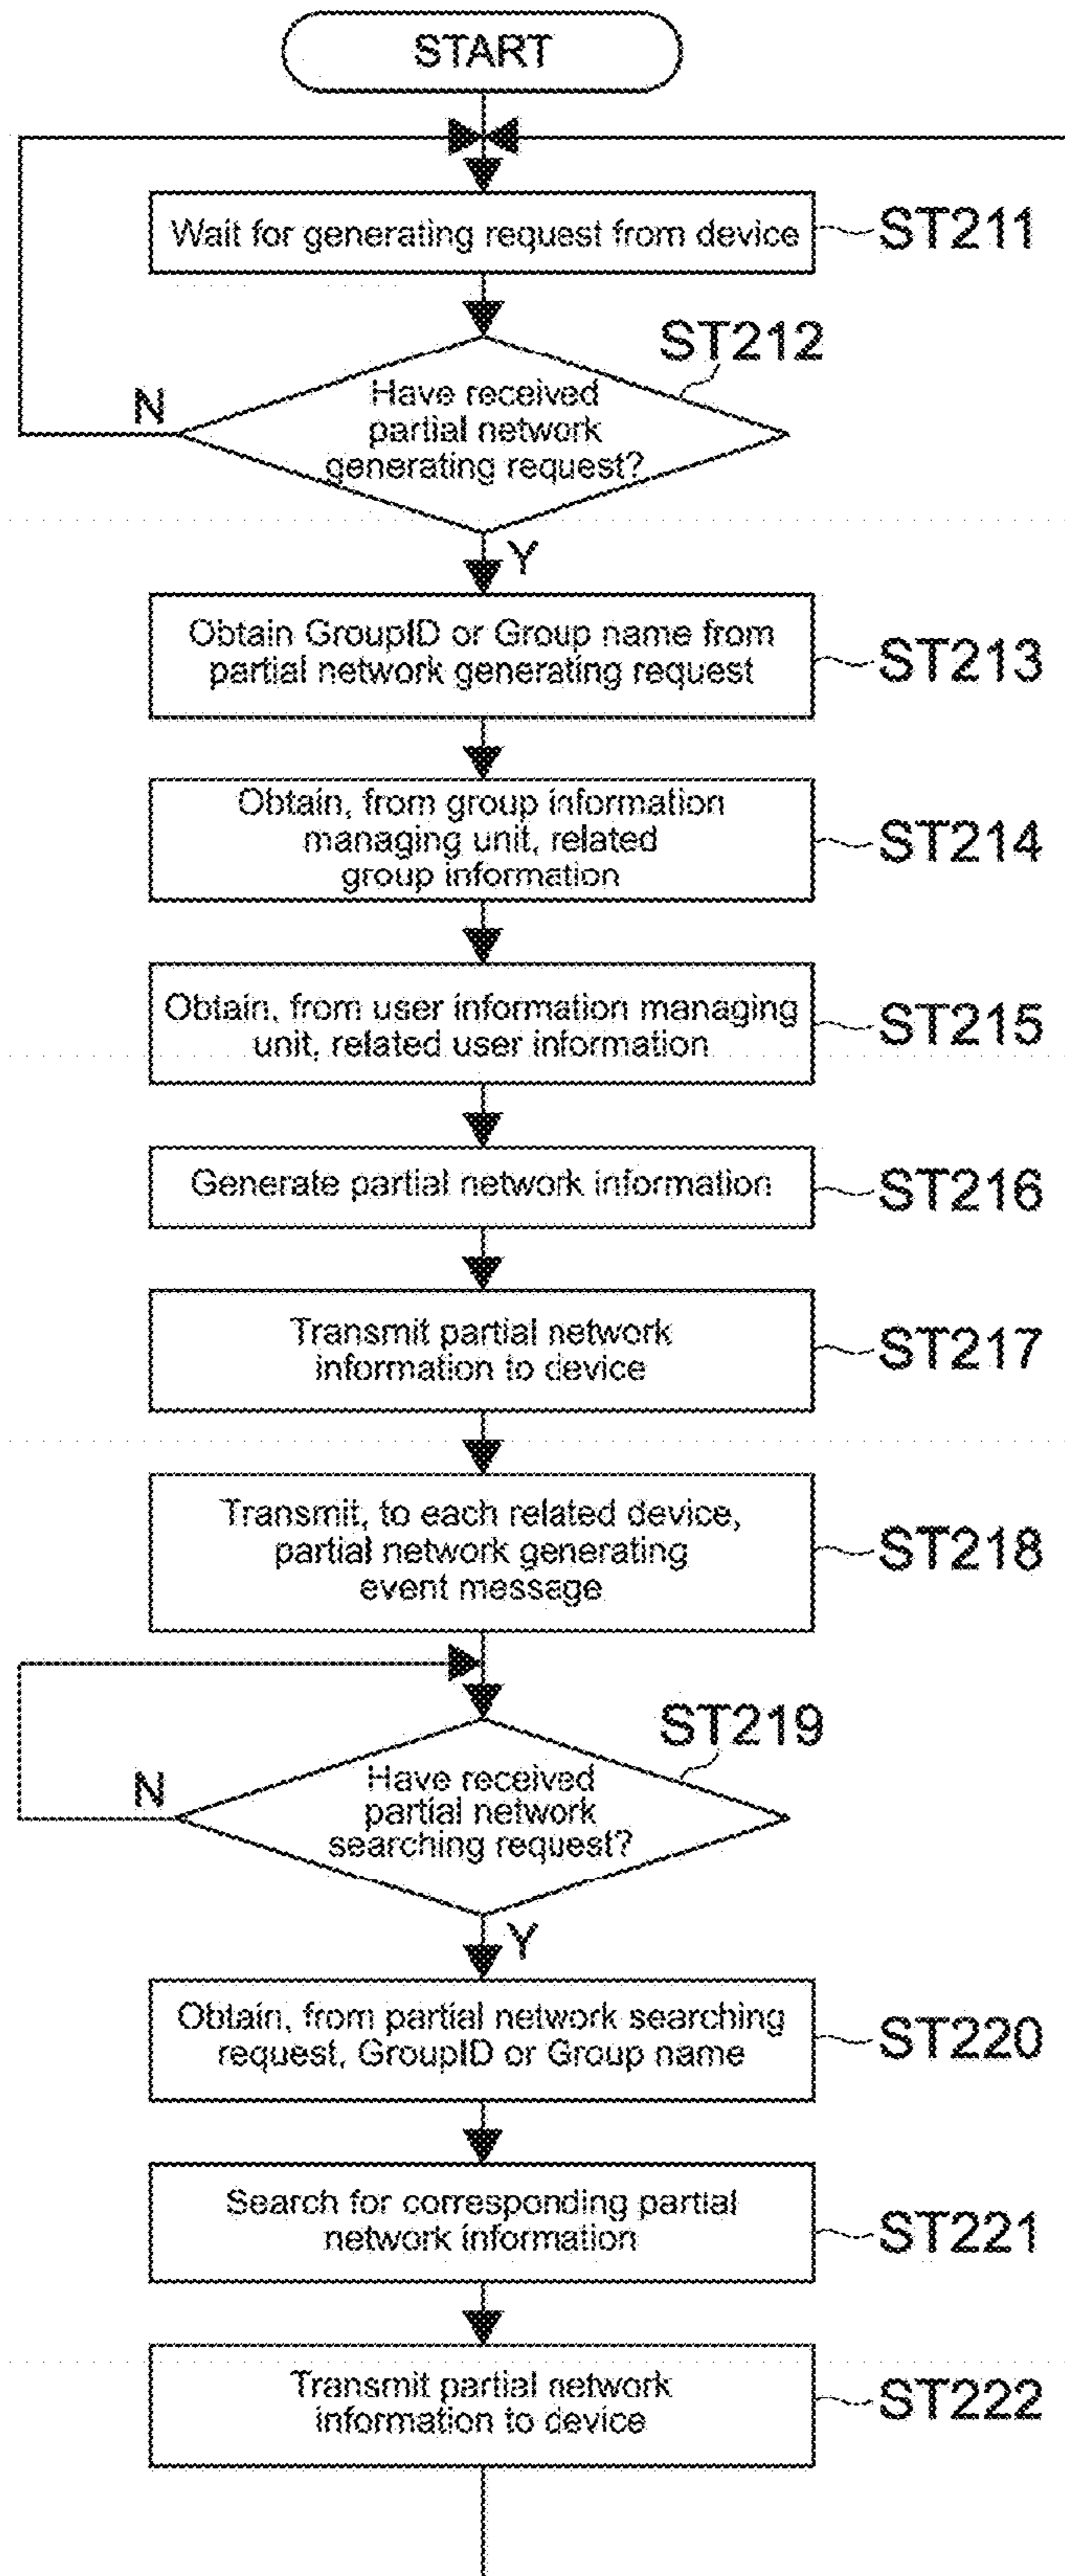 START
Wait for generating request from device
ST211
ST212
Have received
partial network
generating request?
N
Y
Obtain GroupID or Group name from
partial network generating request
ST213
Obtain, from group information
managing unit, related
group information
ST214
Obtain, from user information managing
unit, related user information
ST215
Generate partial network information
ST216
Transmit partial network
information to device
ST217
Transmit, to each related device,
partial network generating
event message
ST218
ST219
Have received
partial network
searching request?
N
Y
Obtain, from partial network searching
request, GroupID or Group name
ST220
Search for corresponding partial
network information
ST221
Transmit partial network
information to device
ST222